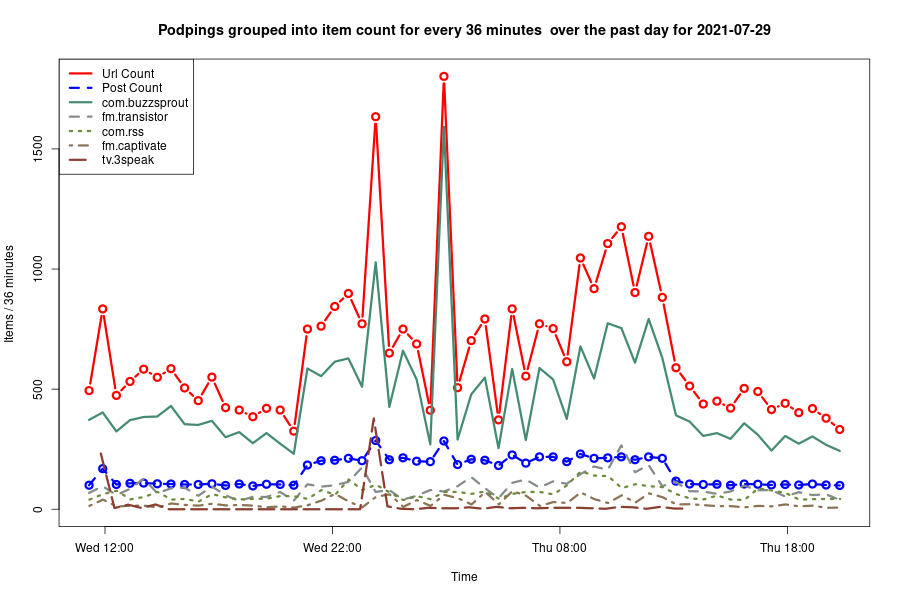 Podpings grouped into item count for every 36 minutes  over the past day for 2021-07-29
Url Count
Post Count
com.buzzsprout
fm.transistor
com.rss
fm.captivate
tv.3speak
Items / 36 minutes
0
500
1000
1500
Wed 12:00
Wed 22:00
Thu 08:00
Thu 18:00
Time